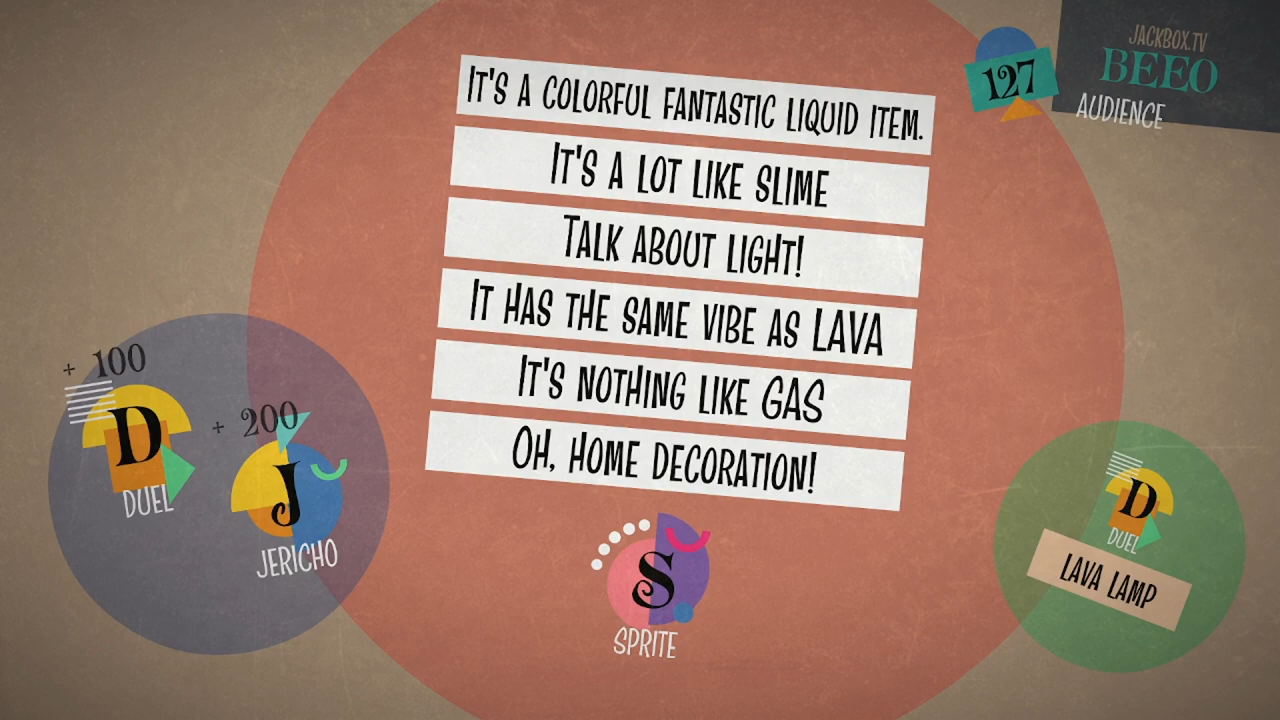 JACKBOX.TV
BEEO
127
AUDIENCE
IT'S A COLORFUL FANTASTIC LIQUID ITEM.
IT'S A LOT LIKE SLIME
TALK ABOUT LIGHT!
IT HAS THE SAME VIBE AS LAVA
IT'S NOTHING LIKE GAS
OH, HOME DECORATION!
+ 100
D
DUEL
+ 200
J
JERICHO
S
SPRITE
D
DUEL
LAVA LAMP